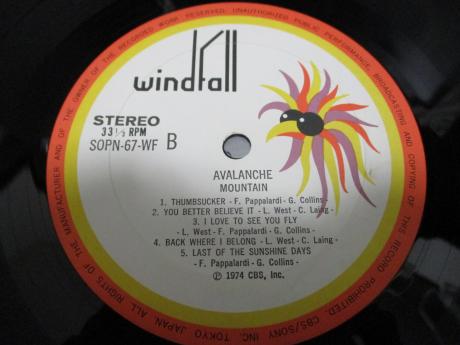 windfall
STEREO
33 1/3 RPM
SOPN-67-WF B
AVALANCHE
MOUNTAIN
1. THUMBSUCKER - F. Pappalardi - G. Collins -
2. YOU BETTER BELIEVE IT - L. West - C. Laing -
3. I LOVE TO SEE YOU FLY
- L. West - F. Pappalardi - G. Collins -
4. BACK WHERE I BELONG - L. West - C. Laing -
5. LAST OF THE SUNSHINE DAYS
- F. Pappalardi - G. Collins -
℗ 1974 CBS, Inc.
ALL RIGHTS OF THE MANUFACTURER AND OF THE OWNER OF THE RECORDED WORK RESERVED. UNAUTHORIZED PUBLIC PERFORMANCE, BROADCASTING AND COPYING OF THIS RECORD PROHIBITED. CBS/SONY INC. TOKYO JAPAN.